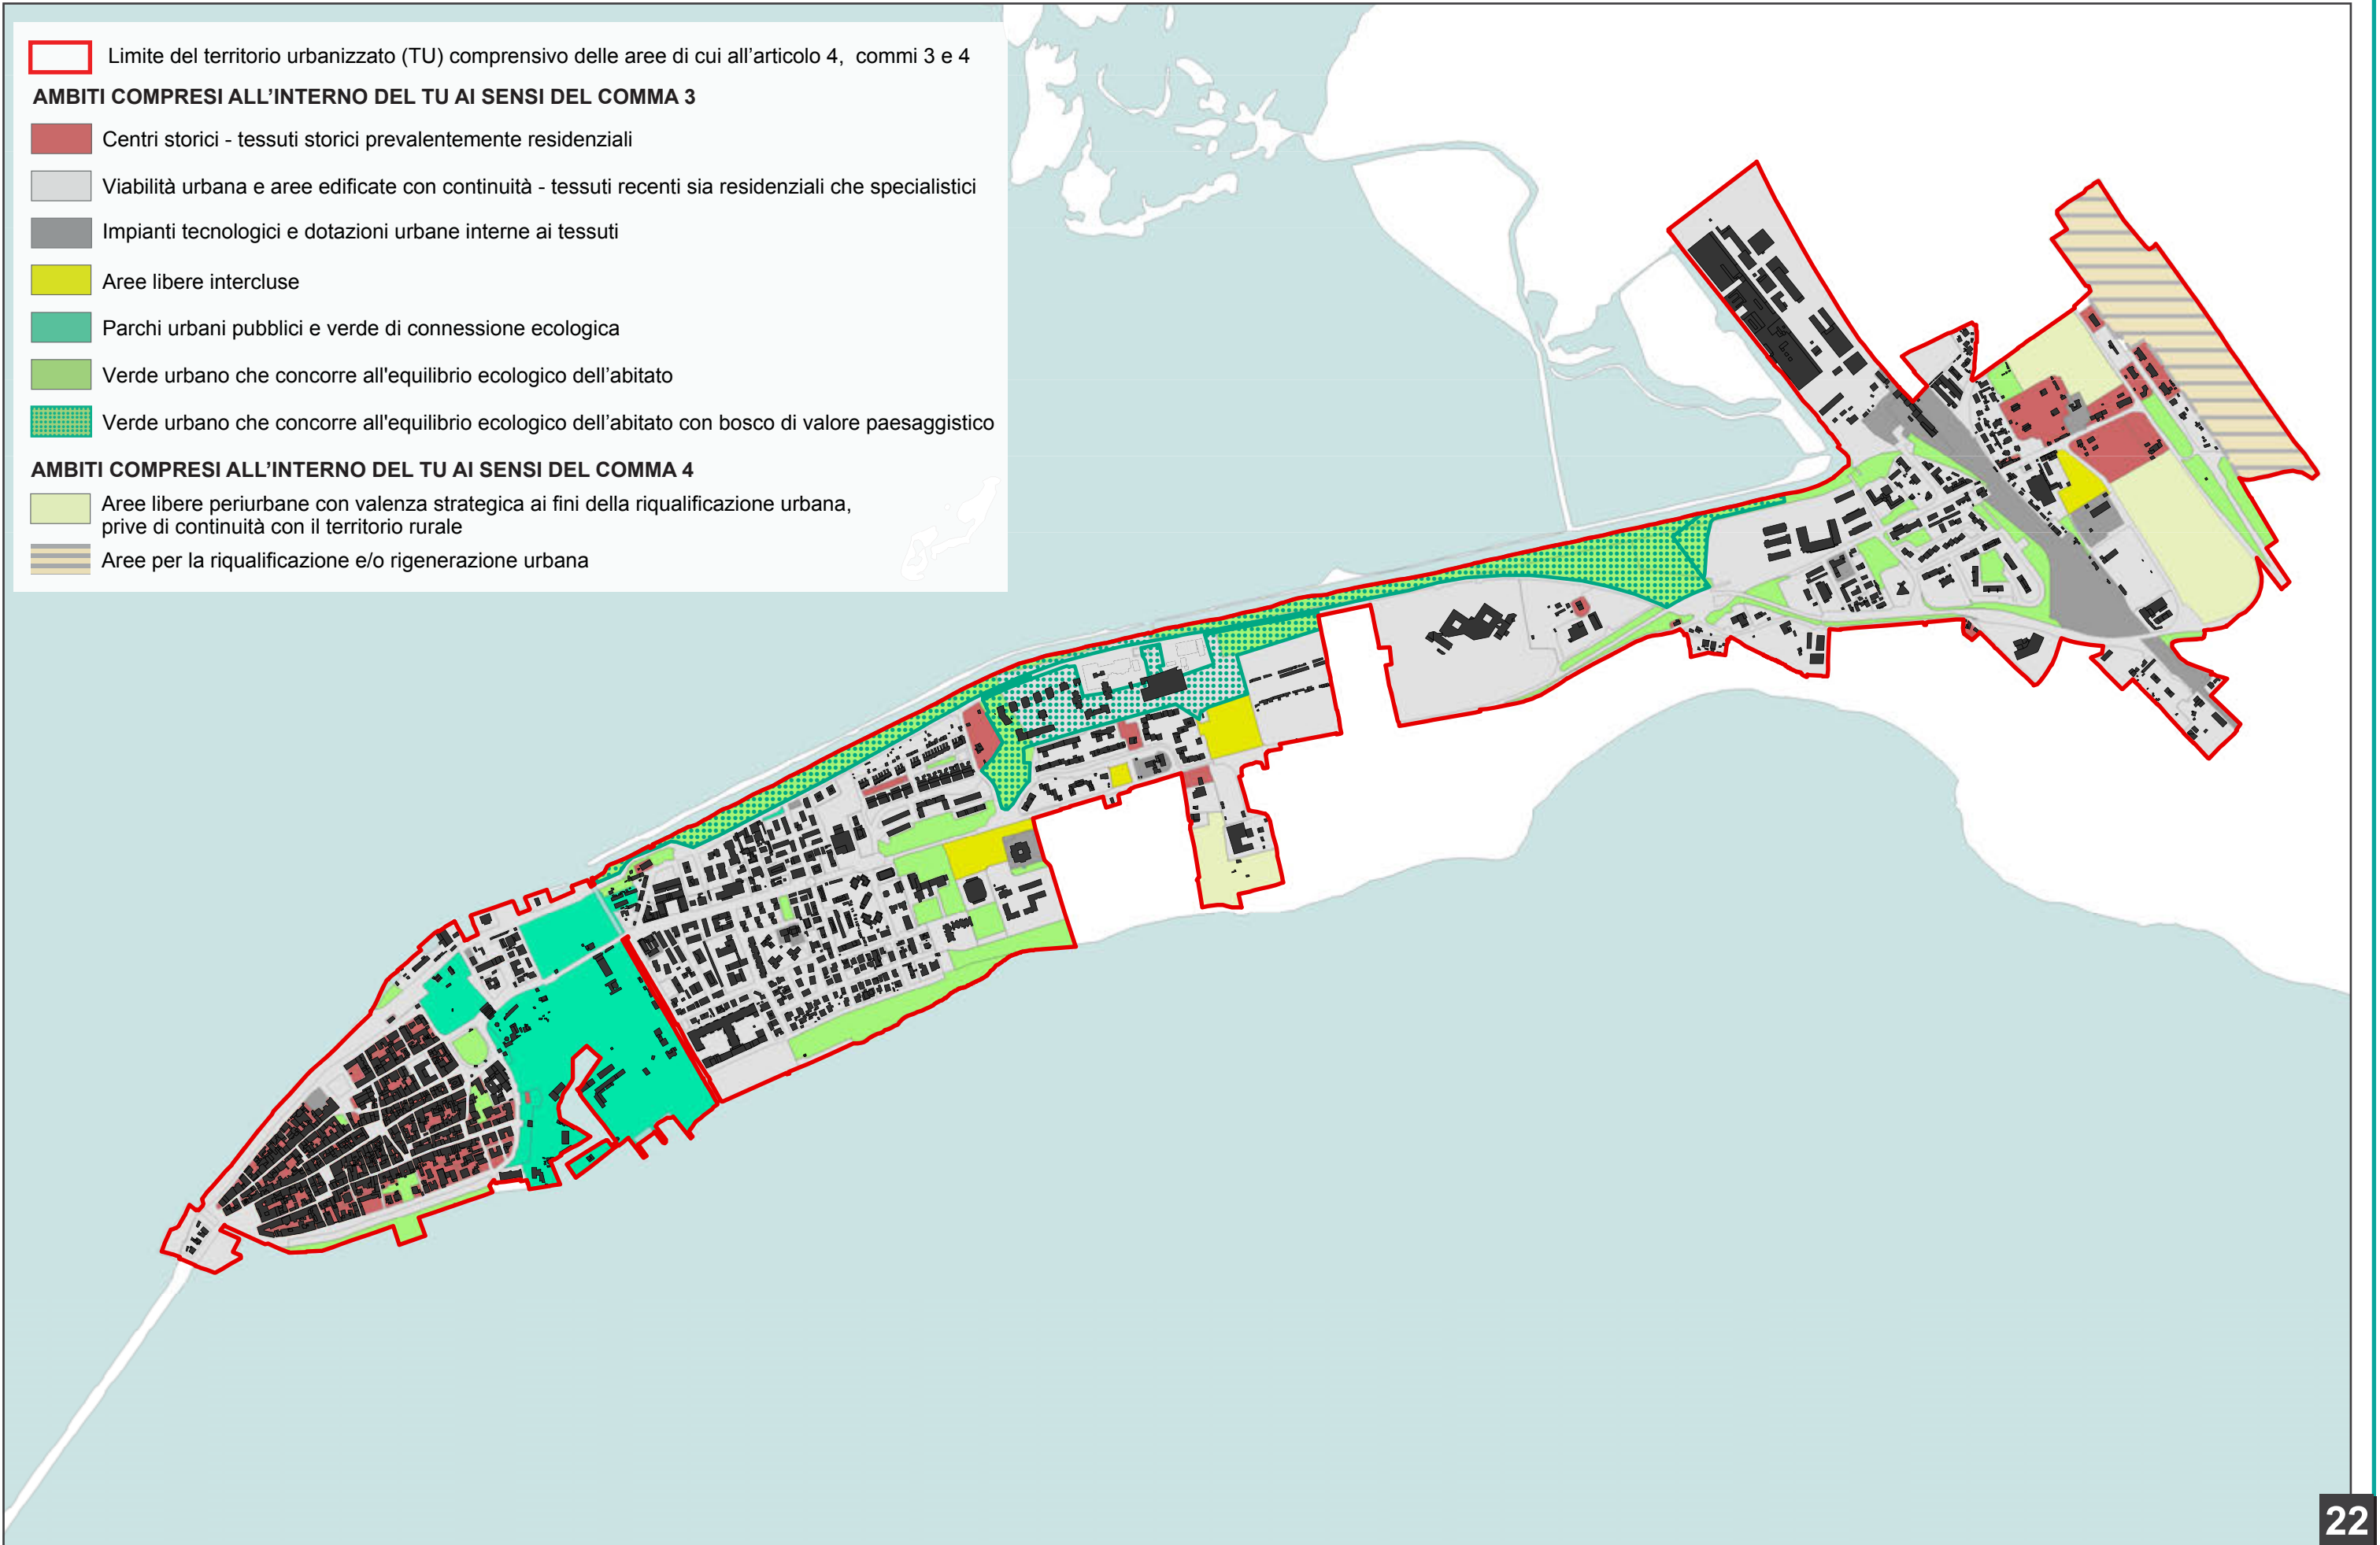 Limite del territorio urbanizzato (TU) comprensivo delle aree di cui all’articolo 4, commi 3 e 4
AMBITI COMPRESI ALL’INTERNO DEL TU AI SENSI DEL COMMA 3
Centri storici - tessuti storici prevalentemente residenziali
Viabilità urbana e aree edificate con continuità - tessuti recenti sia residenziali che specialistici
Impianti tecnologici e dotazioni urbane interne ai tessuti
Aree libere intercluse
Parchi urbani pubblici e verde di connessione ecologica
Verde urbano che concorre all'equilibrio ecologico dell’abitato
Verde urbano che concorre all'equilibrio ecologico dell’abitato con bosco di valore paesaggistico
AMBITI COMPRESI ALL’INTERNO DEL TU AI SENSI DEL COMMA 4
Aree libere periurbane con valenza strategica ai fini della riqualificazione urbana,
prive di continuità con il territorio rurale
Aree per la riqualificazione e/o rigenerazione urbana
22